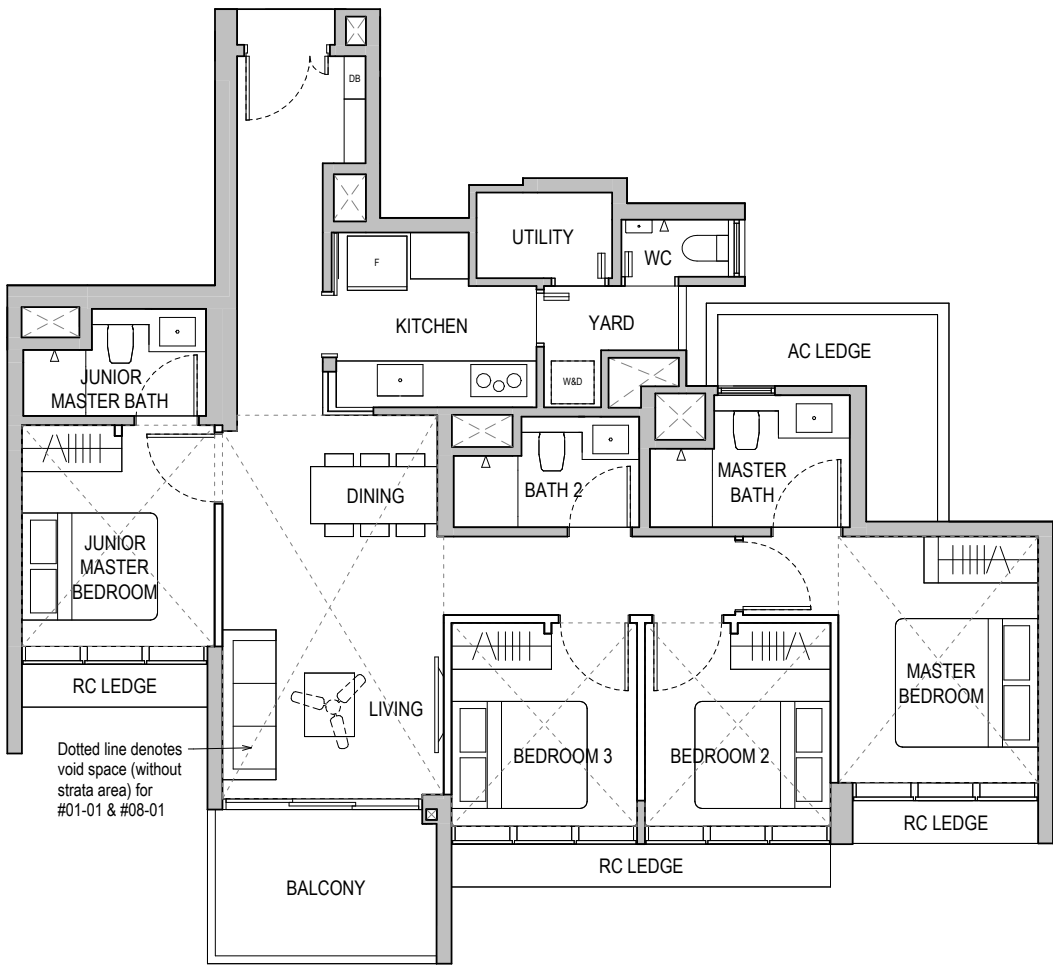 DB
UTILITY
WC
F
KITCHEN
YARD
AC LEDGE
W&D
JUNIOR
MASTER BATH
DINING
BATH 2
MASTER
BATH
JUNIOR
MASTER
BEDROOM
RC LEDGE
LIVING
MASTER
BEDROOM
BEDROOM 3
BEDROOM 2
Dotted line denotes
void space (without
strata area) for
#01-01 & #08-01
RC LEDGE
RC LEDGE
BALCONY